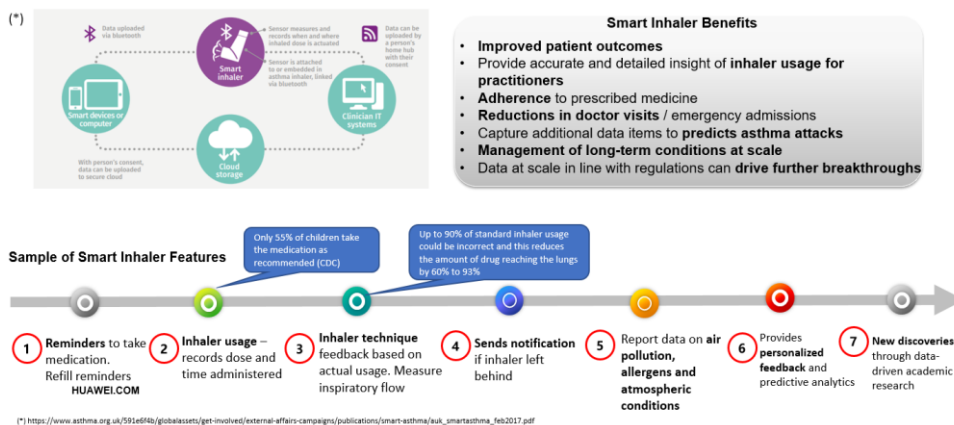 (*)
Data uploaded
via bluetooth
Smart
inhaler
Sensor measures and
records when and where
inhaled dose is actuated
Sensor is attached
to or embedded in
asthma inhaler, linked
via bluetooth
Data can be
uploaded by
a person's
home hub
with their
consent
Smart devices or
computer
Clinician IT
systems
Cloud
storage
With person's consent,
data can be uploaded
to secure cloud
Smart Inhaler Benefits
• Improved patient outcomes
• Provide accurate and detailed insight of inhaler usage for
practitioners
• Adherence to prescribed medicine
• Reductions in doctor visits / emergency admissions
• Capture additional data items to predicts asthma attacks
• Management of long-term conditions at scale
• Data at scale in line with regulations can drive further breakthroughs
Sample of Smart Inhaler Features
Only 55% of children take
the medication as
recommended (CDC)
Up to 90% of standard inhaler usage
could be incorrect and this reduces
the amount of drug reaching the lungs
by 60% to 93%
1 Reminders to take
medication.
Refill reminders
HUAWEI.COM
2 Inhaler usage –
records dose and
time administered
3 Inhaler technique
feedback based on
actual usage. Measure
inspiratory flow
4 Sends notification
if inhaler left
behind
5 Report data on air
pollution,
allergens and
atmospheric
conditions
6 Provides
personalized
feedback and
predictive analytics
7 New discoveries
through data-
driven academic
research
(*) https://www.asthma.org.uk/591e6f4b/globalassets/get-involved/external-affairs-campaigns/publications/smart-asthma/auk_smartasthma_feb2017.pdf